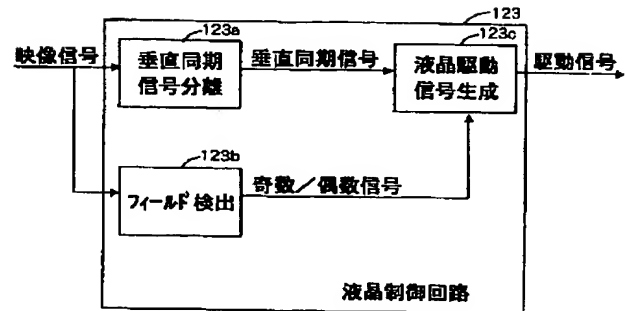 123
123a
123c
映像信号
垂直同期
信号分離
垂直同期信号
液晶駆動
信号生成
駆動信号
123b
フィールド検出
奇数／偶数信号
液晶制御回路